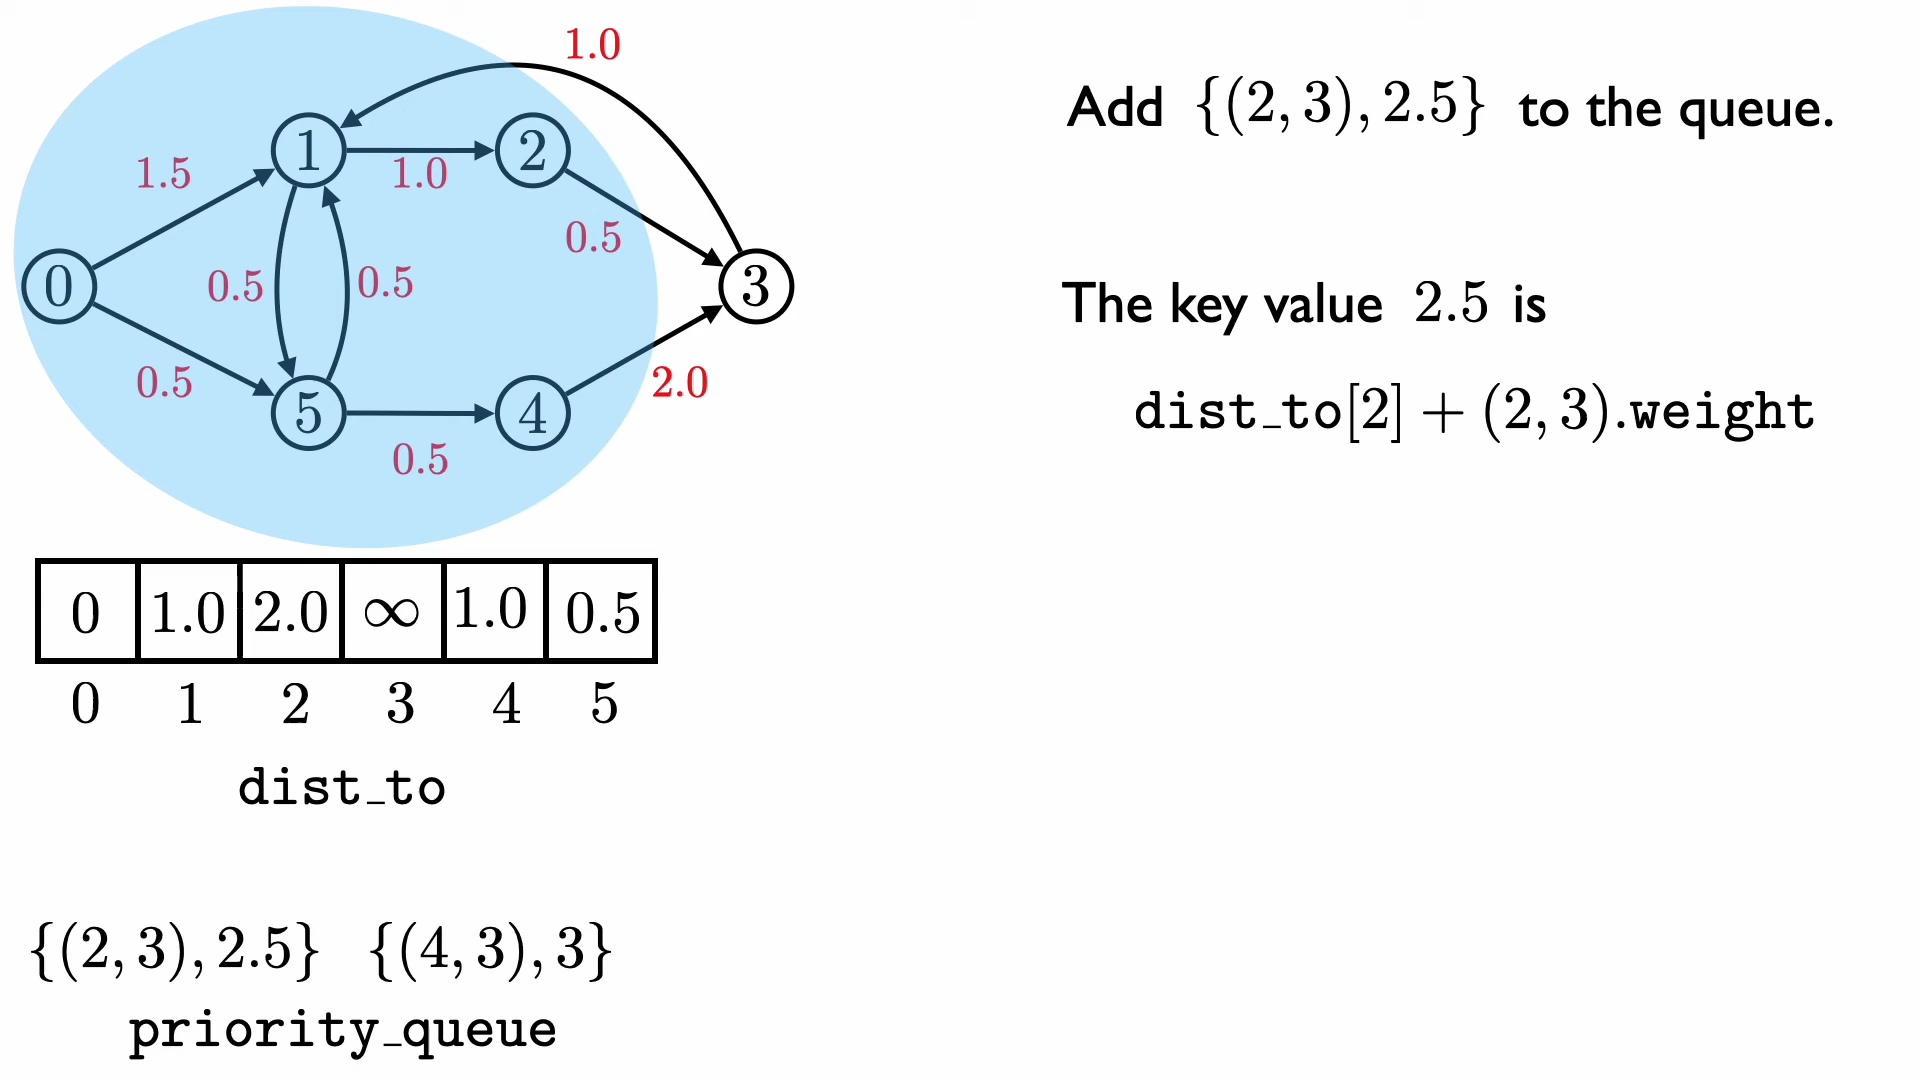 1.0
1
2
1.5
1.0
0.5
0
0.5
0.5
3
0.5
2.0
5
4
0.5
0 1.0 2.0 ∞ 1.0 0.5
0 1 2 3 4 5
dist_to
{(2, 3), 2.5} {(4, 3), 3}
priority_queue
Add {(2, 3), 2.5} to the queue.
The key value 2.5 is
dist_to[2] + (2, 3).weight